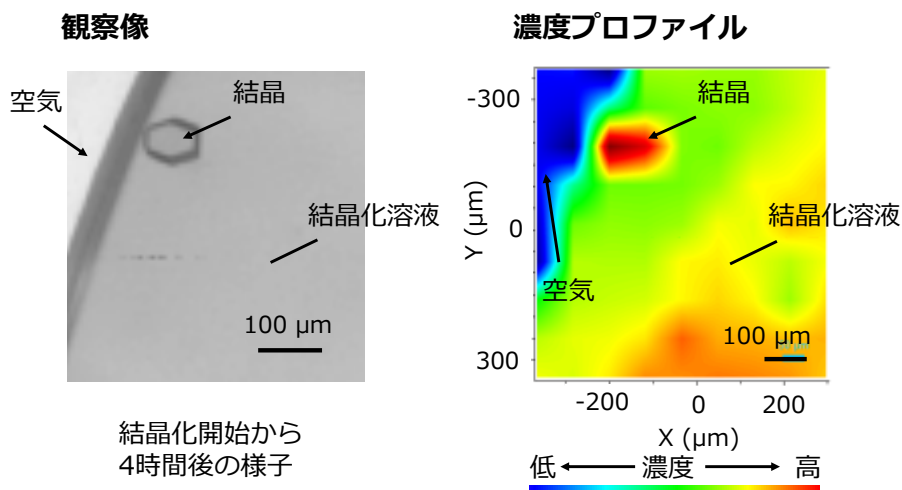 観察像
空気
結晶
結晶化溶液
100 μm
結晶化開始から
4時間後の様子
濃度プロファイル
-300
0
300
Y (μm)
結晶
結晶化溶液
空気
100 μm
-200
0
200
X (μm)
低
濃度
高